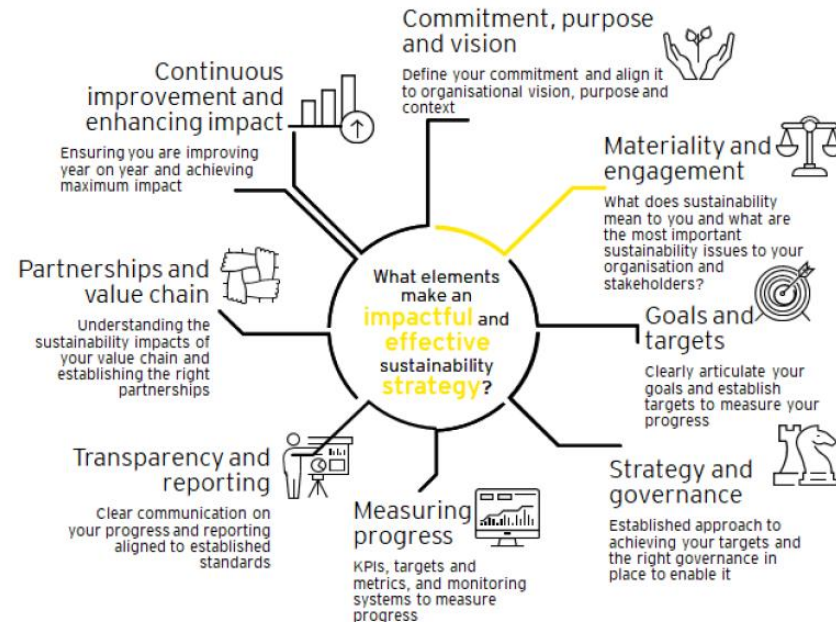 What elements
make an
impactful and
effective
sustainability
strategy?
Commitment, purpose
and vision
Define your commitment and align it
to organisational vision, purpose and
context
Materiality and
engagement
What does sustainability
mean to you and what are
the most important
sustainability issues to your
organisation and
stakeholders?
Goals and
targets
Clearly articulate your
goals and establish
targets to measure your
progress
Strategy and
governance
Established approach to
achieving your targets and
the right governance in
place to enable it
Measuring
progress
KPIs, targets and
metrics, and monitoring
systems to measure
progress
Transparency and
reporting
Clear communication on
your progress and reporting
aligned to established
standards
Partnerships and
value chain
Understanding the
sustainability impacts of
your value chain and
establishing the right
partnerships
Continuous
improvement and
enhancing impact
Ensuring you are improving
year on year and achieving
maximum impact